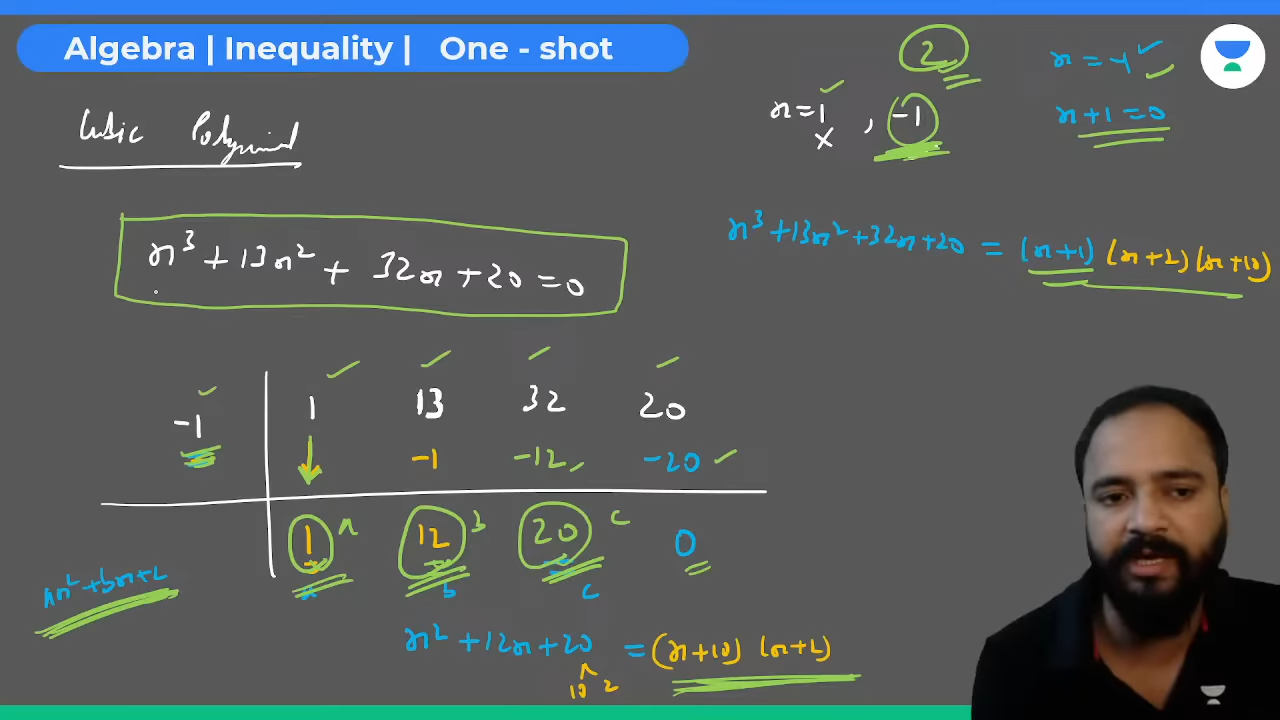 Algebra | Inequality | One - shot
2
x = 1 , -1
x = -1
x + 1 = 0
Cubic Polynomial
x³ + 13x² + 32x + 20 = 0
x³ + 13x² + 32x + 20 = (x + 1) (x + 2) (x + 10)
-1 1 13 32 20
-1 -12 -20
1 a 12 b 20 c 0
a b c
ax² + bx + c
x² + 12x + 20 = (x + 10) (x + 2)
10 2